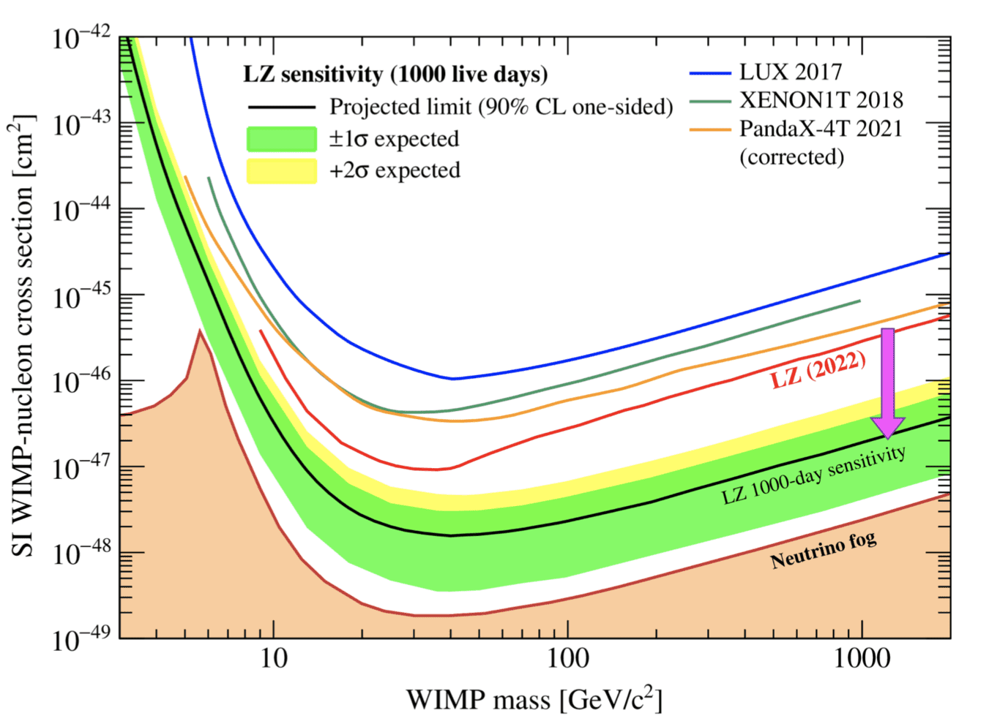 10−42
10−43
10−44
10−45
10−46
10−47
10−48
10−49
SI WIMP-nucleon cross section [cm2]
LZ sensitivity (1000 live days)
Projected limit (90% CL one-sided)
±1σ expected
+2σ expected
LUX 2017
XENON1T 2018
PandaX-4T 2021
(corrected)
LZ (2022)
LZ 1000-day sensitivity
Neutrino fog
10
100
1000
WIMP mass [GeV/c2]